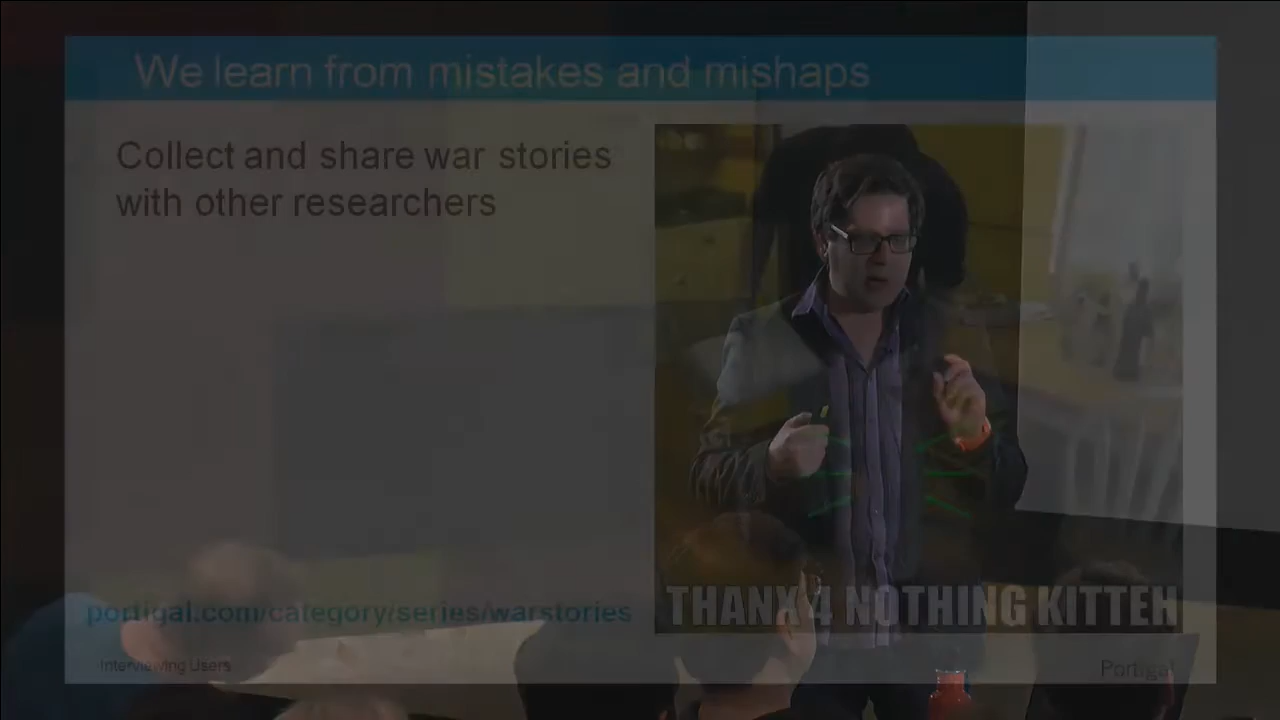 We learn from mistakes and mishaps
Collect and share war stories
with other researchers
THANX 4 NOTHING KITTEH
portigal.com/category/series/warstories
Interviewing Users
Portigal